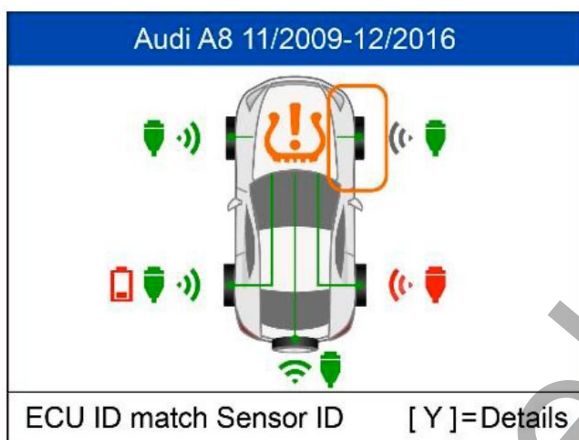 Audi A8 11/2009-12/2016
ECU ID match Sensor ID [ Y ]=Details